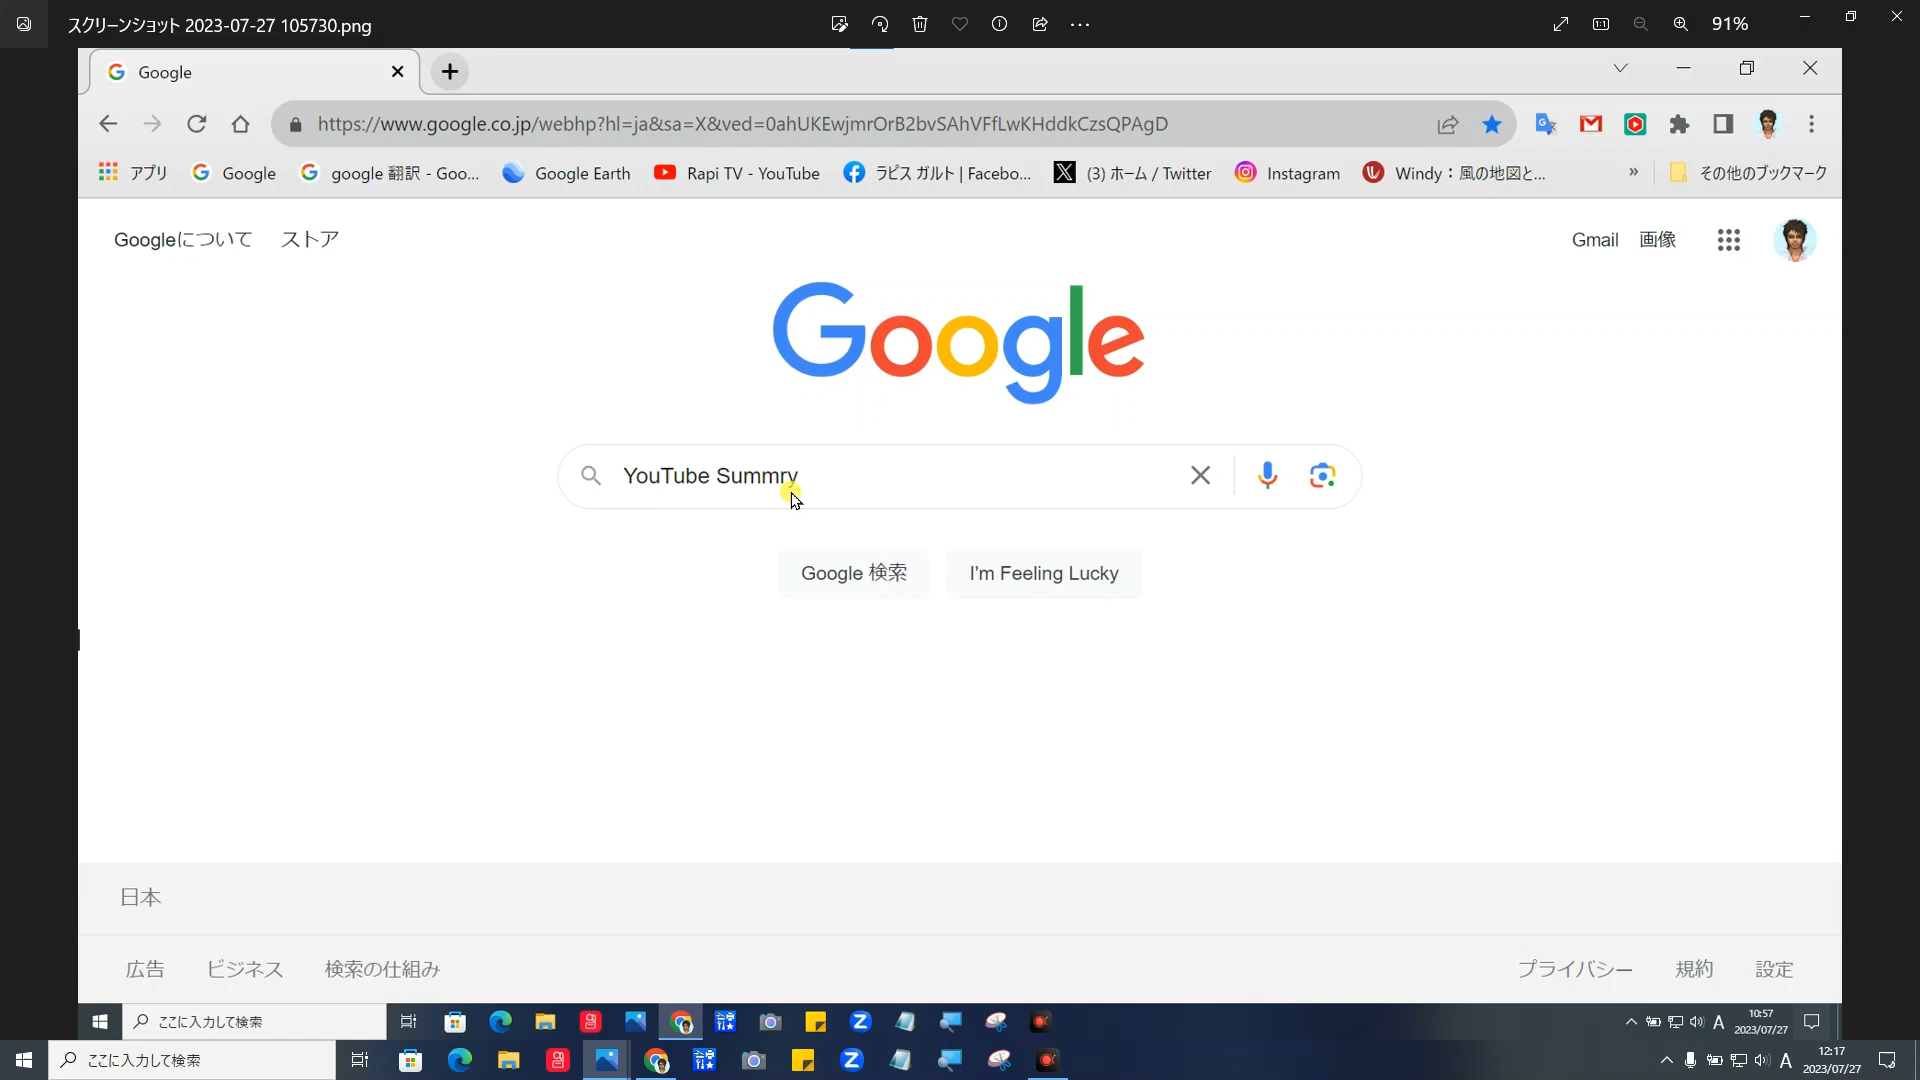 スクリーンショット 2023-07-27 105730.png
91%
Google
https://www.google.co.jp/webhp?hl=ja&sa=X&ved=0ahUKEwjmrOrB2bvSAhVFfLwKHddkCzsQPAgD
アプリ Google google 翻訳 - Goo... Google Earth Rapi TV - YouTube ラピス ガルト | Facebo... (3) ホーム / Twitter Instagram Windy：風の地図と... » その他のブックマーク
Googleについて ストア Gmail 画像
Google
YouTube Summry
Google 検索 I'm Feeling Lucky
日本
広告 ビジネス 検索の仕組み プライバシー 規約 設定
ここに入力して検索 A 10:57
2023/07/27
ここに入力して検索 A 12:17
2023/07/27